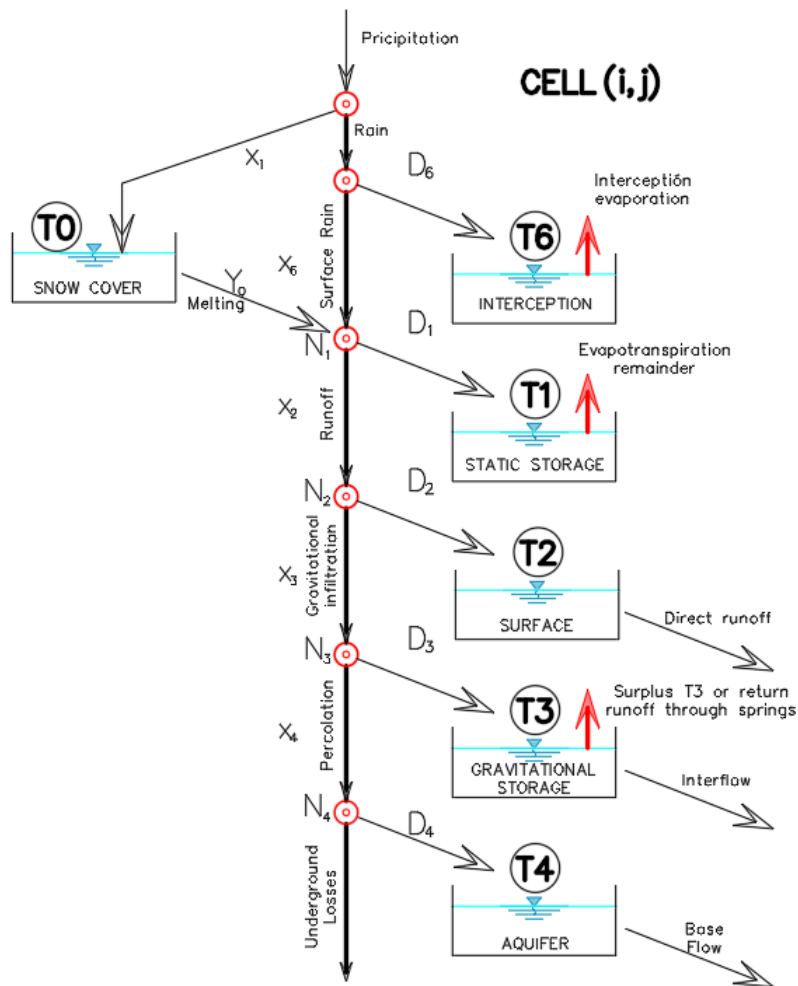 Pricipitation
CELL (i,j)
Rain
X₁
D₆
Interceptión
evaporation
T0
T6
SNOW COVER
Y₀
Melting
X₆
Surface Rain
INTERCEPTION
N₁
D₁
Evapotranspiration
remainder
X₂
Runoff
T1
STATIC STORAGE
N₂
D₂
X₃
Gravitational
infiltration
T2
SURFACE
Direct runoff
N₃
D₃
Surplus T3 or return
runoff through springs
X₄
Percolation
T3
GRAVITATIONAL
STORAGE
Interflow
N₄
D₄
Underground
Losses
T4
AQUIFER
Base
Flow